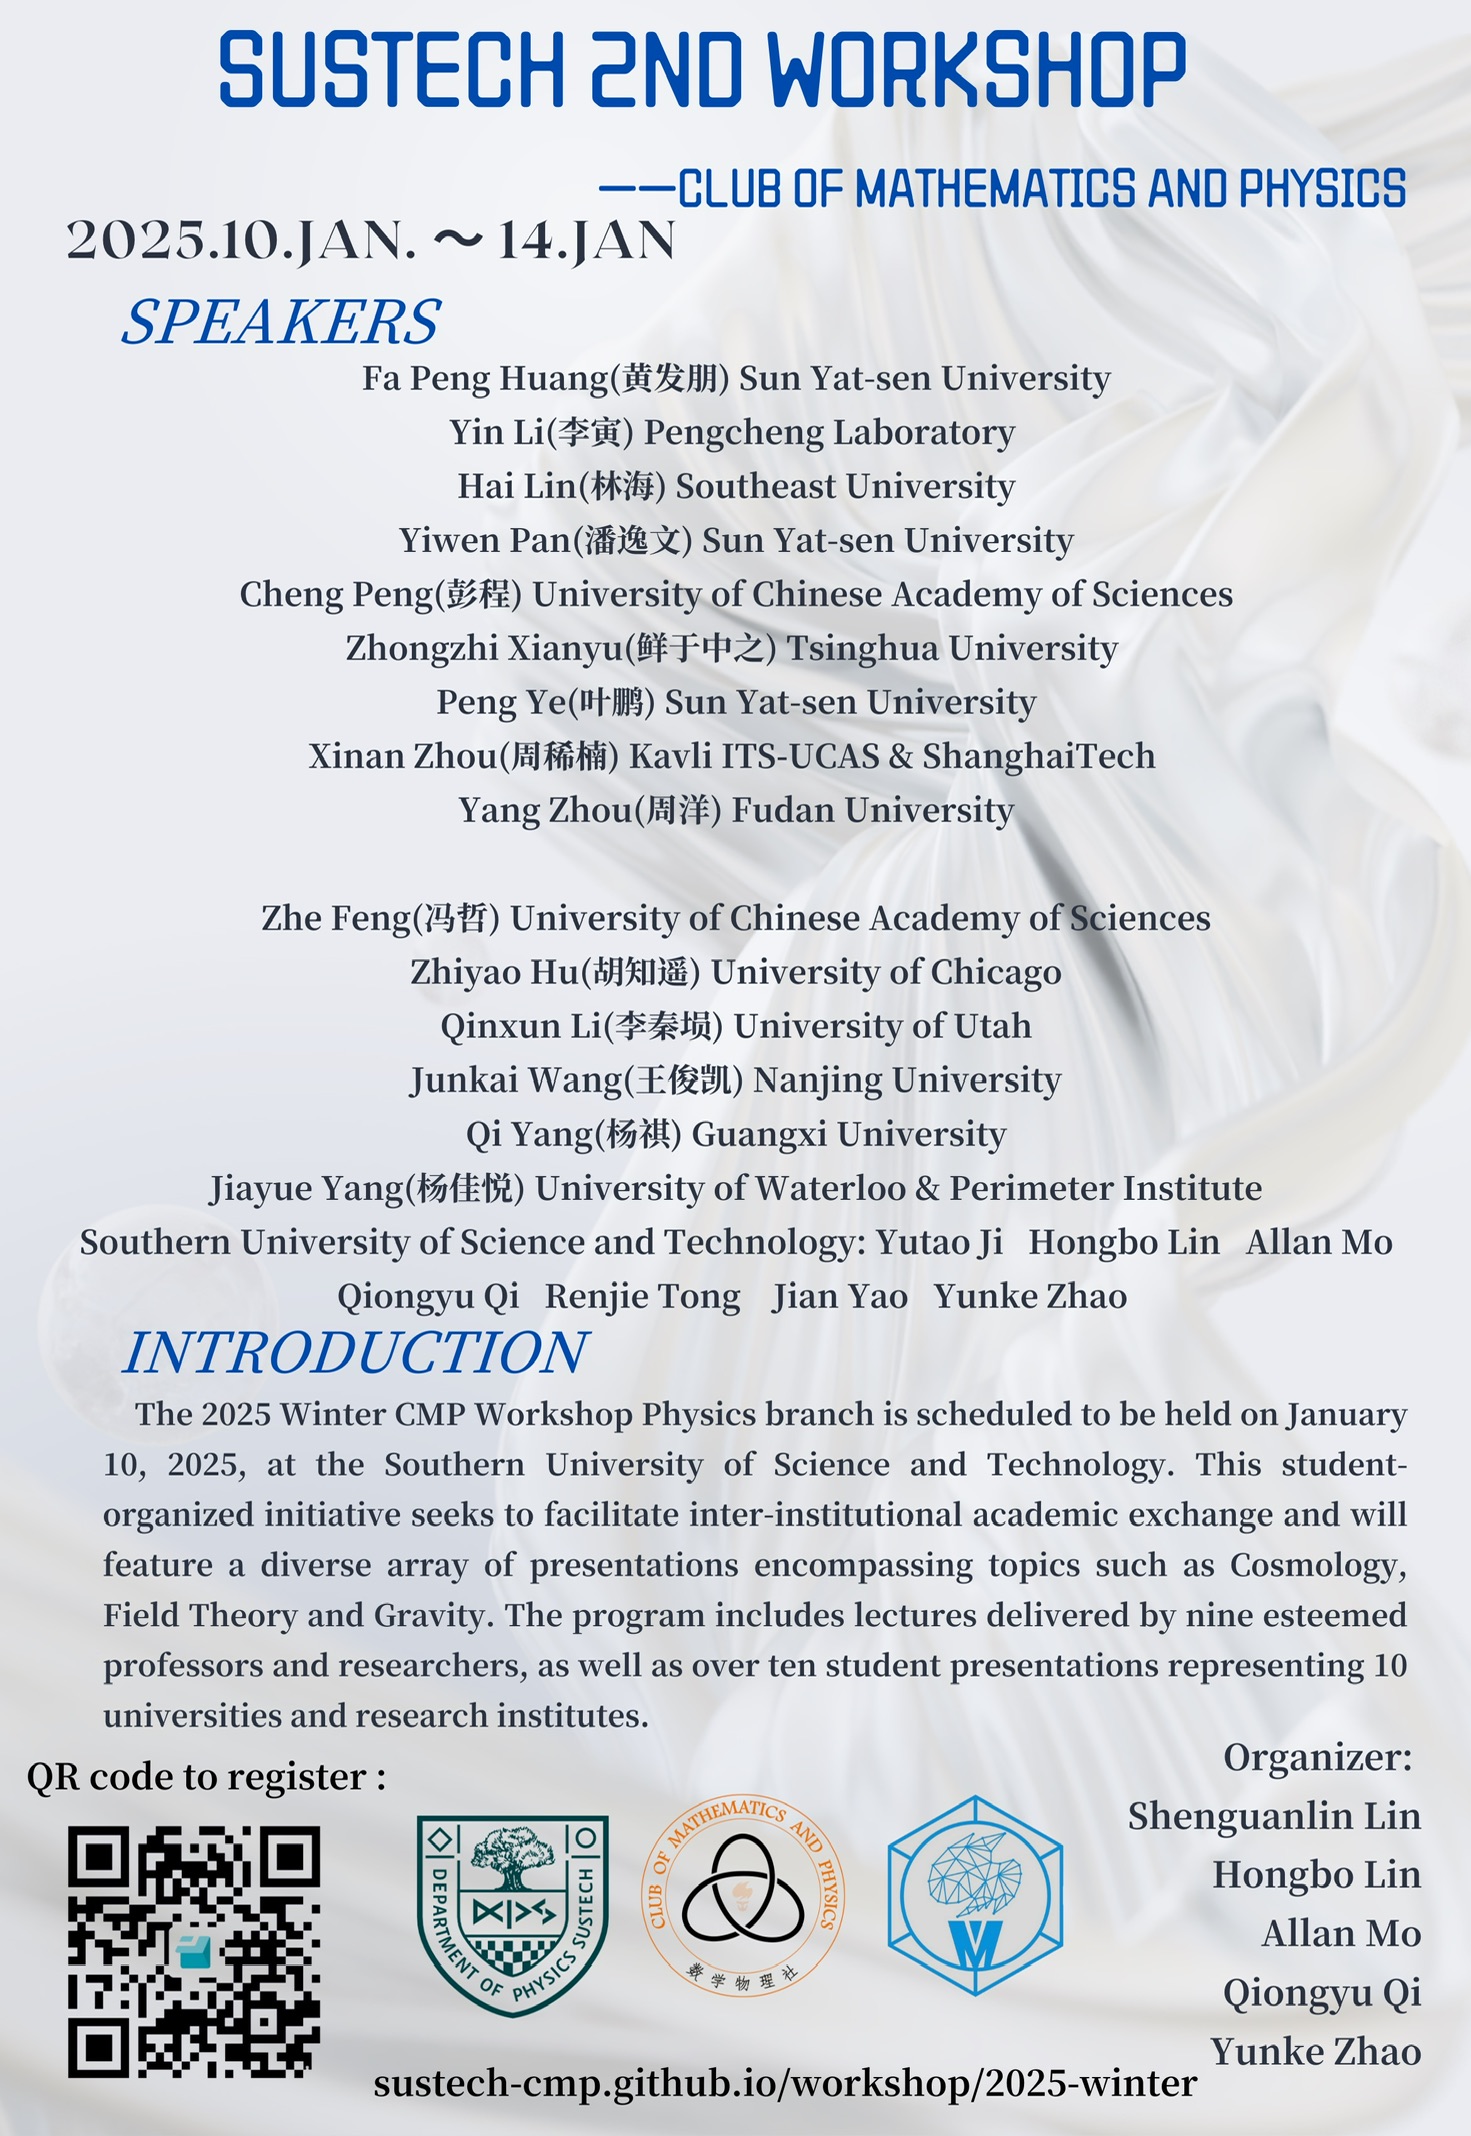 SUSTECH 2ND WORKSHOP
——CLUB OF MATHEMATICS AND PHYSICS
2025.10.JAN. ～ 14.JAN
SPEAKERS
Fa Peng Huang(黄发朋) Sun Yat-sen University
Yin Li(李寅) Pengcheng Laboratory
Hai Lin(林海) Southeast University
Yiwen Pan(潘逸文) Sun Yat-sen University
Cheng Peng(彭程) University of Chinese Academy of Sciences
Zhongzhi Xianyu(鲜于中之) Tsinghua University
Peng Ye(叶鹏) Sun Yat-sen University
Xinan Zhou(周稀楠) Kavli ITS-UCAS & ShanghaiTech
Yang Zhou(周洋) Fudan University
Zhe Feng(冯哲) University of Chinese Academy of Sciences
Zhiyao Hu(胡知遥) University of Chicago
Qinxun Li(李秦埙) University of Utah
Junkai Wang(王俊凯) Nanjing University
Qi Yang(杨祺) Guangxi University
Jiayue Yang(杨佳悦) University of Waterloo & Perimeter Institute
Southern University of Science and Technology: Yutao Ji Hongbo Lin Allan Mo
Qiongyu Qi Renjie Tong Jian Yao Yunke Zhao
INTRODUCTION
The 2025 Winter CMP Workshop Physics branch is scheduled to be held on January
10, 2025, at the Southern University of Science and Technology. This student-
organized initiative seeks to facilitate inter-institutional academic exchange and will
feature a diverse array of presentations encompassing topics such as Cosmology,
Field Theory and Gravity. The program includes lectures delivered by nine esteemed
professors and researchers, as well as over ten student presentations representing 10
universities and research institutes.
QR code to register :
DEPARTMENT OF PHYSICS SUSTECH
CLUB OF MATHEMATICS AND PHYSICS
数学物理社
Organizer:
Shenguanlin Lin
Hongbo Lin
Allan Mo
Qiongyu Qi
Yunke Zhao
sustech-cmp.github.io/workshop/2025-winter